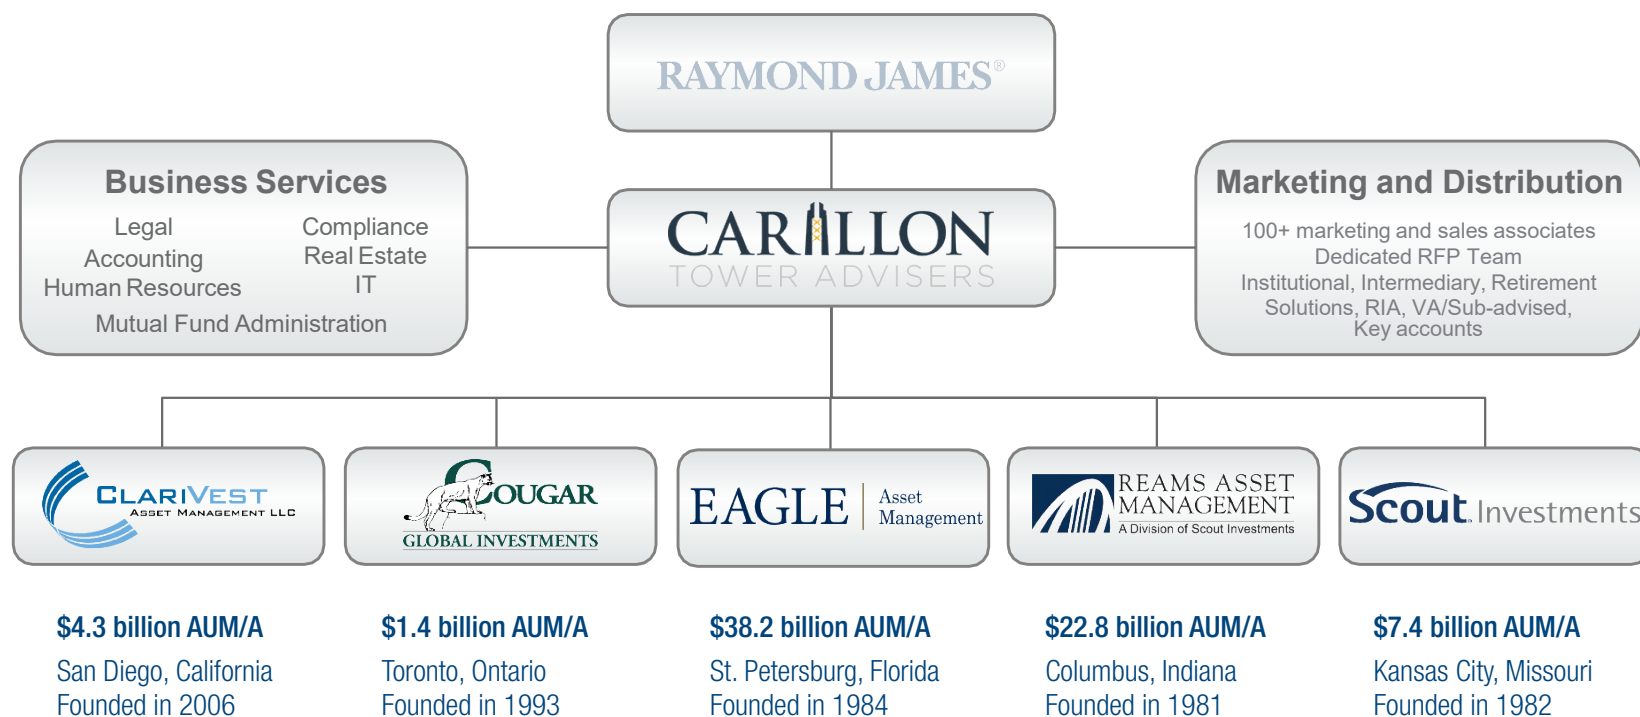 RAYMOND JAMES®
Business Services
Legal
Compliance
Accounting
Real Estate
Human Resources
IT
Mutual Fund Administration
CARILLON
TOWER ADVISERS
Marketing and Distribution
100+ marketing and sales associates
Dedicated RFP Team
Institutional, Intermediary, Retirement
Solutions, RIA, VA/Sub-advised,
Key accounts
CLARIVEST
ASSET MANAGEMENT LLC
COUGAR
GLOBAL INVESTMENTS
EAGLE
Asset
Management
REAMS ASSET
MANAGEMENT
A Division of Scout Investments
Scout Investments
$4.3 billion AUM/A
San Diego, California
Founded in 2006
$1.4 billion AUM/A
Toronto, Ontario
Founded in 1993
$38.2 billion AUM/A
St. Petersburg, Florida
Founded in 1984
$22.8 billion AUM/A
Columbus, Indiana
Founded in 1981
$7.4 billion AUM/A
Kansas City, Missouri
Founded in 1982